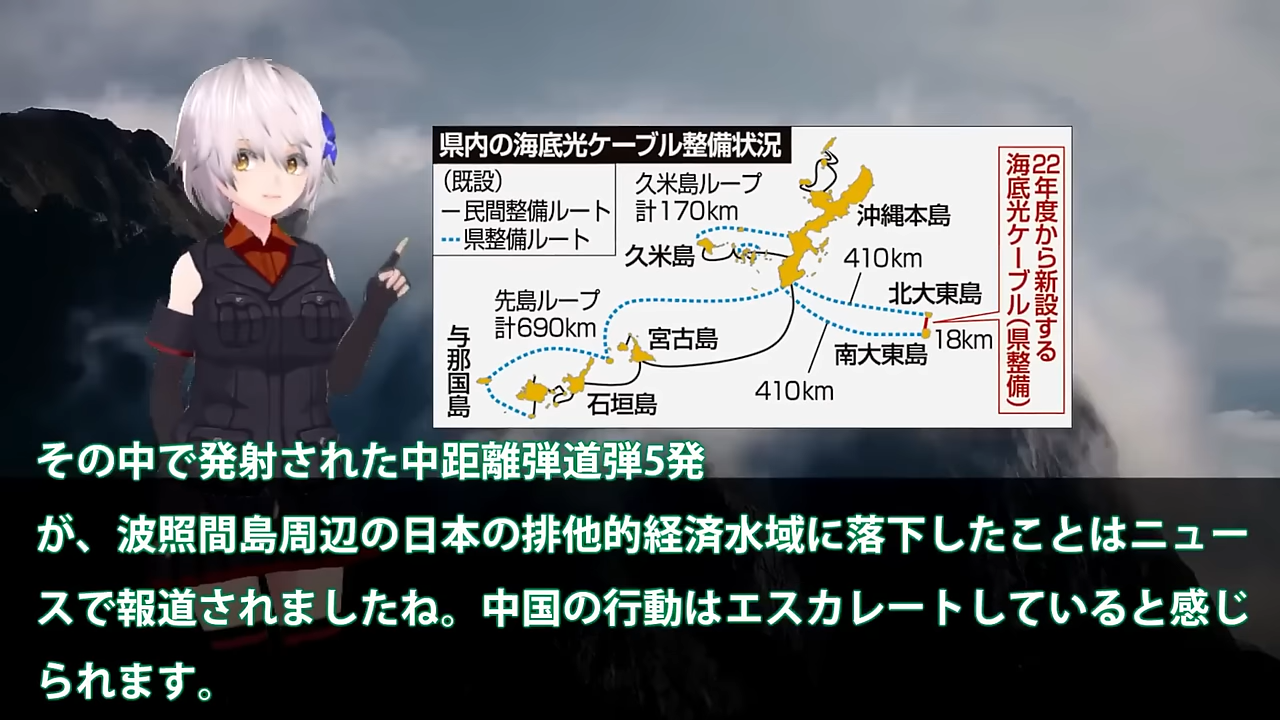 県内の海底光ケーブル整備状況
(既設)
民間整備ルート
県整備ルート
久米島ループ
計170km
久米島
沖縄本島
410km
北大東島
18km
南大東島
410km
先島ループ
計690km
宮古島
与那国島
石垣島
22年度から新設する
海底光ケーブル(県整備)
その中で発射された中距離弾道弾5発
が、波照間島周辺の日本の排他的経済水域に落下したことはニュー
スで報道されましたね。中国の行動はエスカレートしていると感じ
られます。